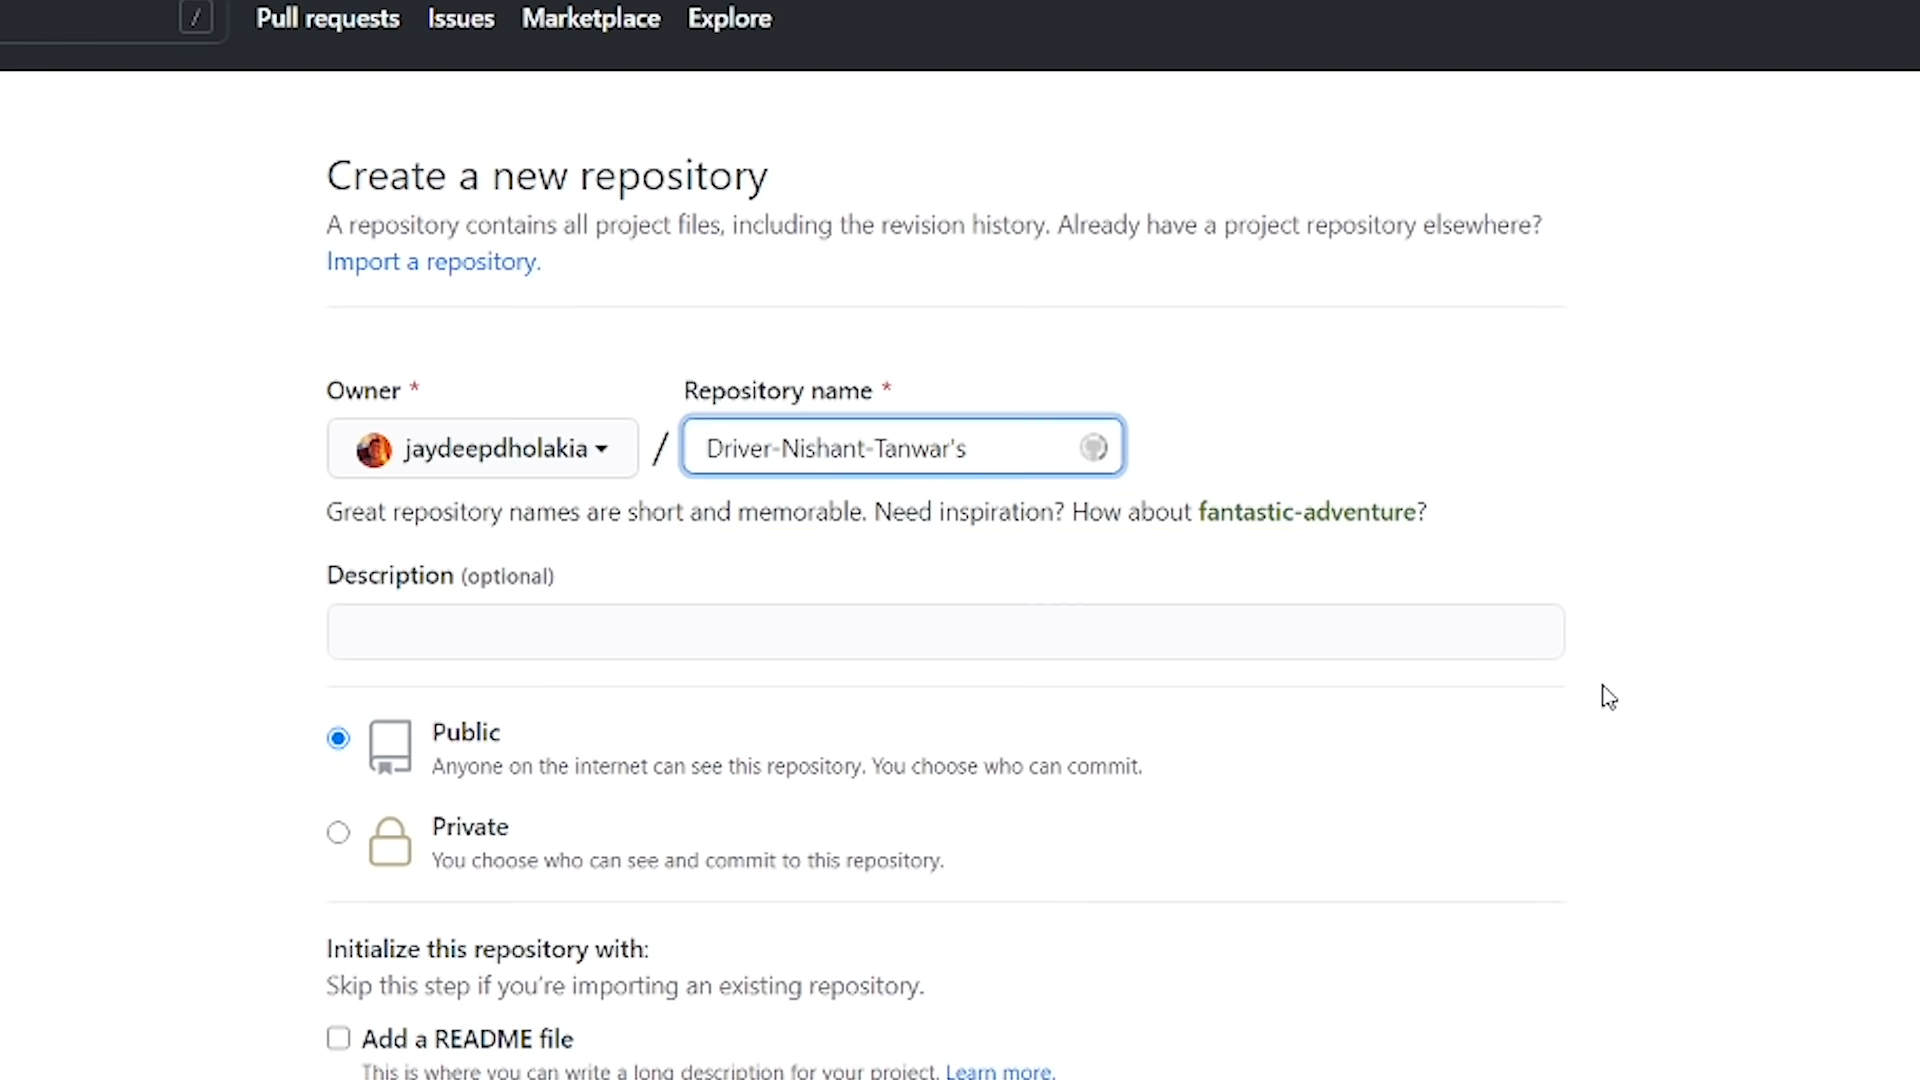 / Pull requests Issues Marketplace Explore
Create a new repository
A repository contains all project files, including the revision history. Already have a project repository elsewhere?
Import a repository.
Owner * Repository name *
jaydeepdholakia / Driver-Nishant-Tanwar's
Great repository names are short and memorable. Need inspiration? How about fantastic-adventure?
Description (optional)
Public
Anyone on the internet can see this repository. You choose who can commit.
Private
You choose who can see and commit to this repository.
Initialize this repository with:
Skip this step if you're importing an existing repository.
Add a README file
This is where you can write a long description for your project. Learn more.